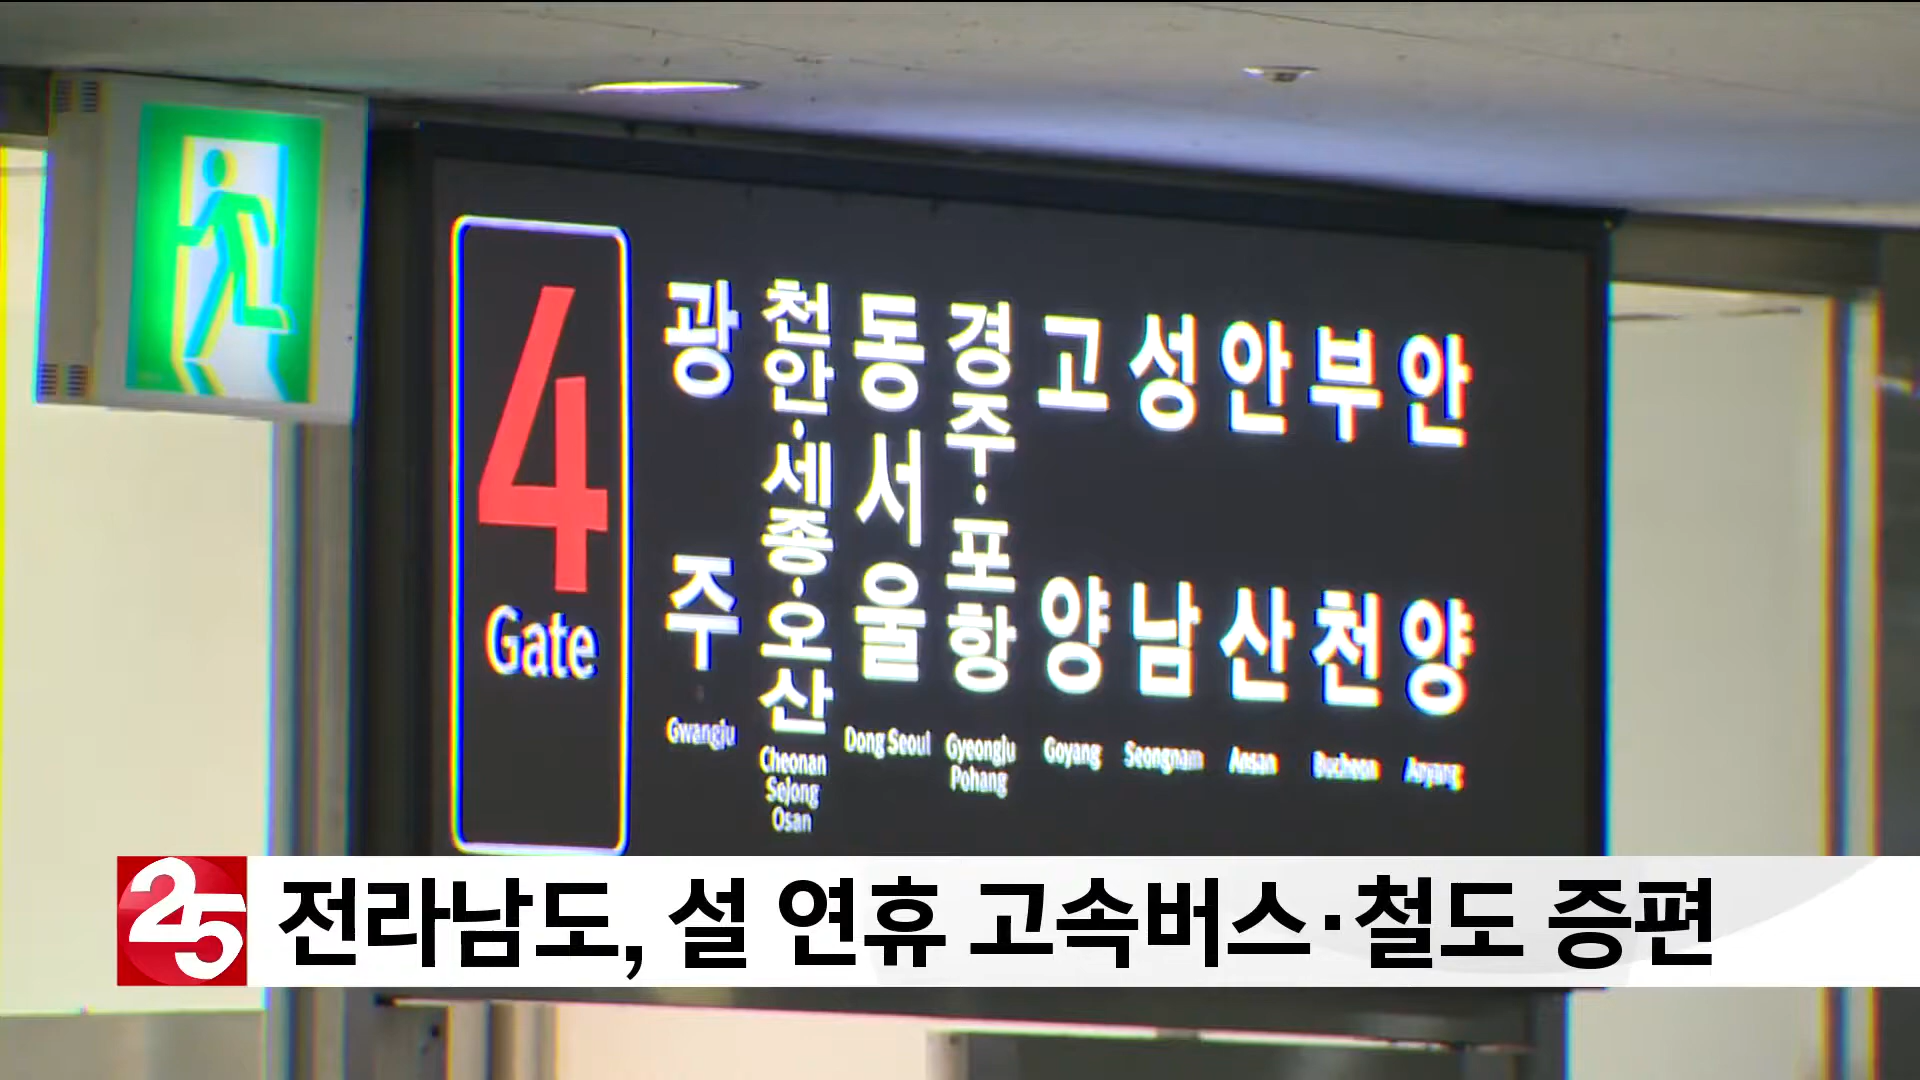 4
Gate
광주
Gwangju
천안·세종·오산
Cheonan
Sejong
Osan
동서울
Dong Seoul
경주·포항
Gyeongju
Pohang
고양
Goyang
성남
Seongnam
안산
Ansan
부천
Bucheon
안양
Anyang
25
전라남도, 설 연휴 고속버스·철도 증편